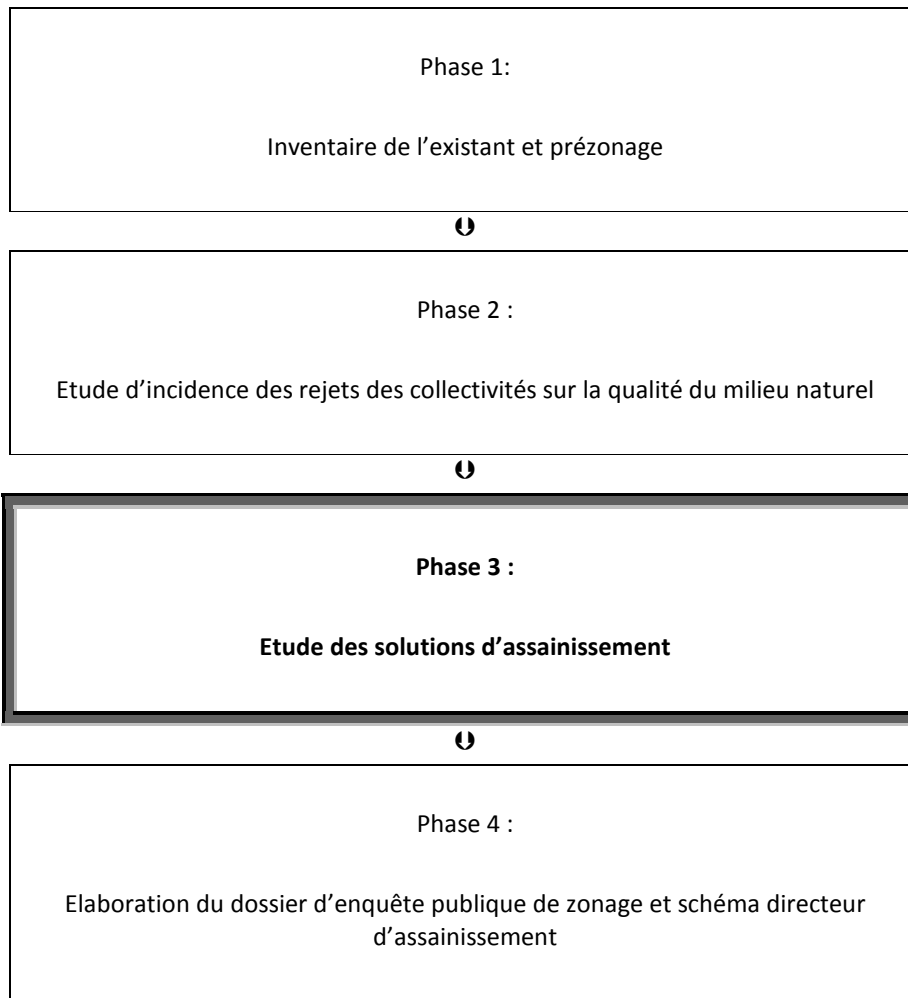 Phase 1:
Inventaire de l’existant et prézonage
Phase 2 :
Etude d’incidence des rejets des collectivités sur la qualité du milieu naturel
Phase 3 :
Etude des solutions d’assainissement
Phase 4 :
Elaboration du dossier d’enquête publique de zonage et schéma directeur
d’assainissement